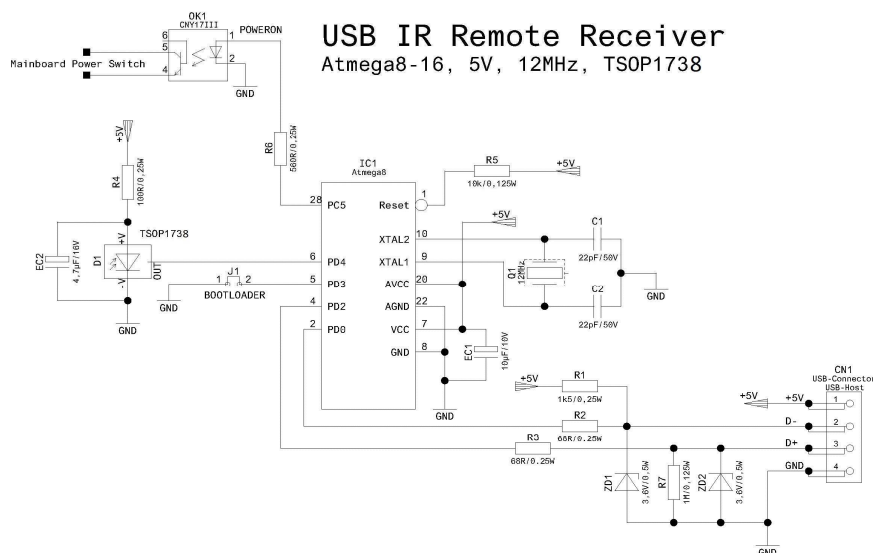 OK1
CNY17III
6
5
4
1
2
POWERON
Mainboard Power Switch
GND
USB IR Remote Receiver
Atmega8-16, 5V, 12MHz, TSOP1738
+5V
R4
100R/0,25W
R6
560R/0,25W
IC1
Atmega8
R5
10k/0,125W
+5V
28 PC5
Reset 1
XTAL2 10
XTAL1 9
AVCC 20
AGND 22
VCC 7
GND 8
6 PD4
5 PD3
4 PD2
2 PD0
TSOP1738
+V
-V
OUT
D1
EC2
4,7µF/16V
GND
J1
1 2
BOOTLOADER
GND
+5V
Q1
12MHz
C1
22pF/50V
C2
22pF/50V
GND
EC1
10µF/10V
GND
+5V
R1
1k5/0,25W
R2
68R/0.25W
R3
68R/0.25W
ZD1
3,6V/0,5W
R7
1M/0,125W
ZD2
3,6V/0,5W
CN1
USB-Connector
USB-Host
+5V
+5V 1
D- 2
D+ 3
GND 4
GND